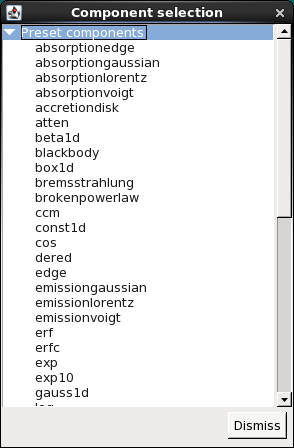 Component selection
Preset components
absorptionedge
absorptiongaussian
absorptionlorentz
absorptionvoigt
accretiondisk
atten
beta1d
blackbody
box1d
bremsstrahlung
brokenpowerlaw
ccm
const1d
cos
dered
edge
emissiongaussian
emissionlorentz
emissionvoigt
erf
erfc
exp
exp10
gauss1d
Dismiss